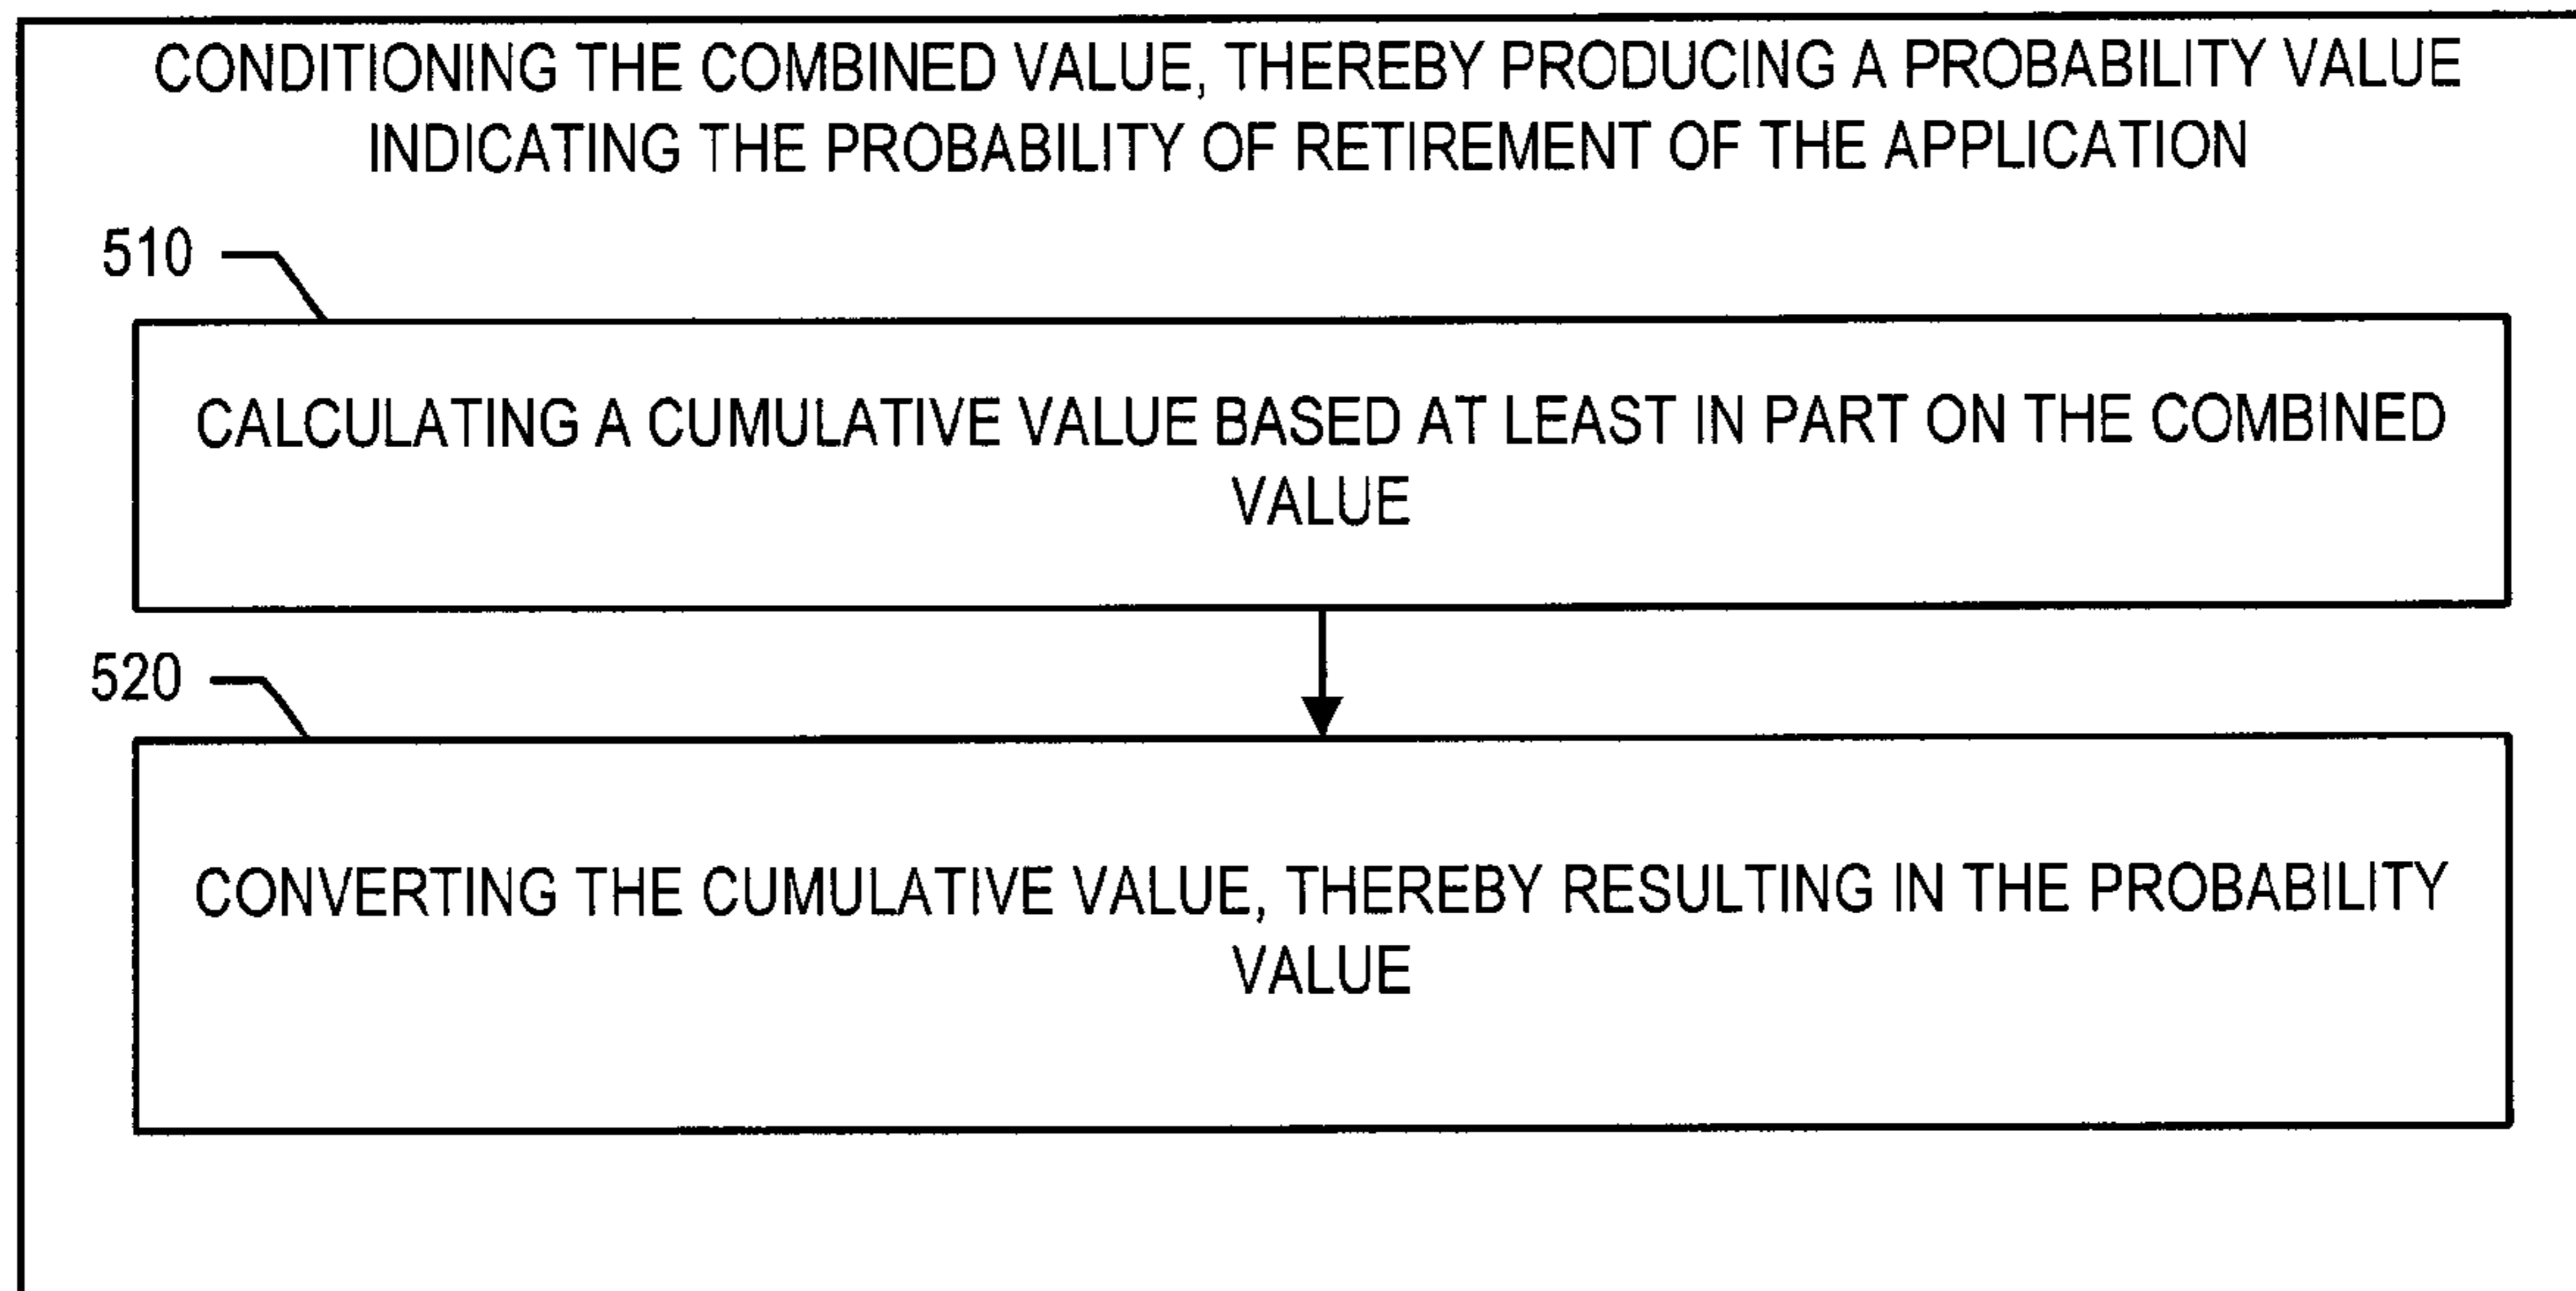 CONDITIONING THE COMBINED VALUE, THEREBY PRODUCING A PROBABILITY VALUE
INDICATING THE PROBABILITY OF RETIREMENT OF THE APPLICATION
510
CALCULATING A CUMULATIVE VALUE BASED AT LEAST IN PART ON THE COMBINED
VALUE
520
CONVERTING THE CUMULATIVE VALUE, THEREBY RESULTING IN THE PROBABILITY
VALUE